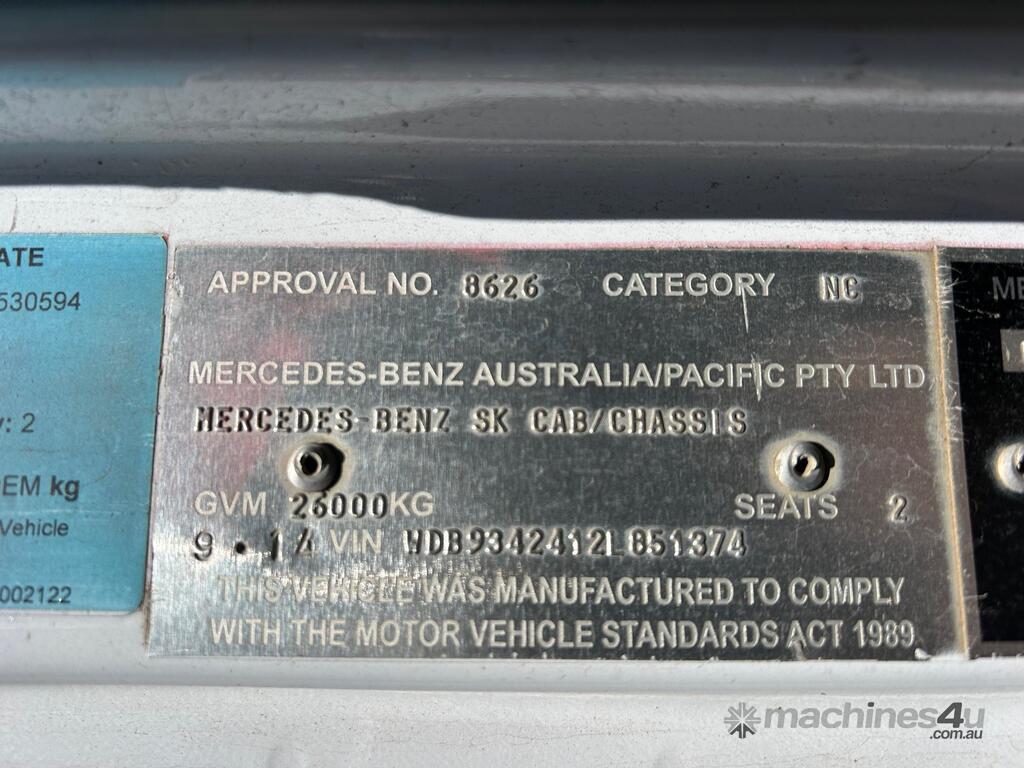 ATE
530594
y: 2
DEM kg
Vehicle
002122
APPROVAL NO. 8626 CATEGORY NC
MERCEDES-BENZ AUSTRALIA/PACIFIC PTY LTD
MERCEDES-BENZ SK CAB/CHASSIS
GVM 26000KG SEATS 2
9·14 VIN WDB9342412L851374
THIS VEHICLE WAS MANUFACTURED TO COMPLY
WITH THE MOTOR VEHICLE STANDARDS ACT 1989
ME
machines4u
.com.au